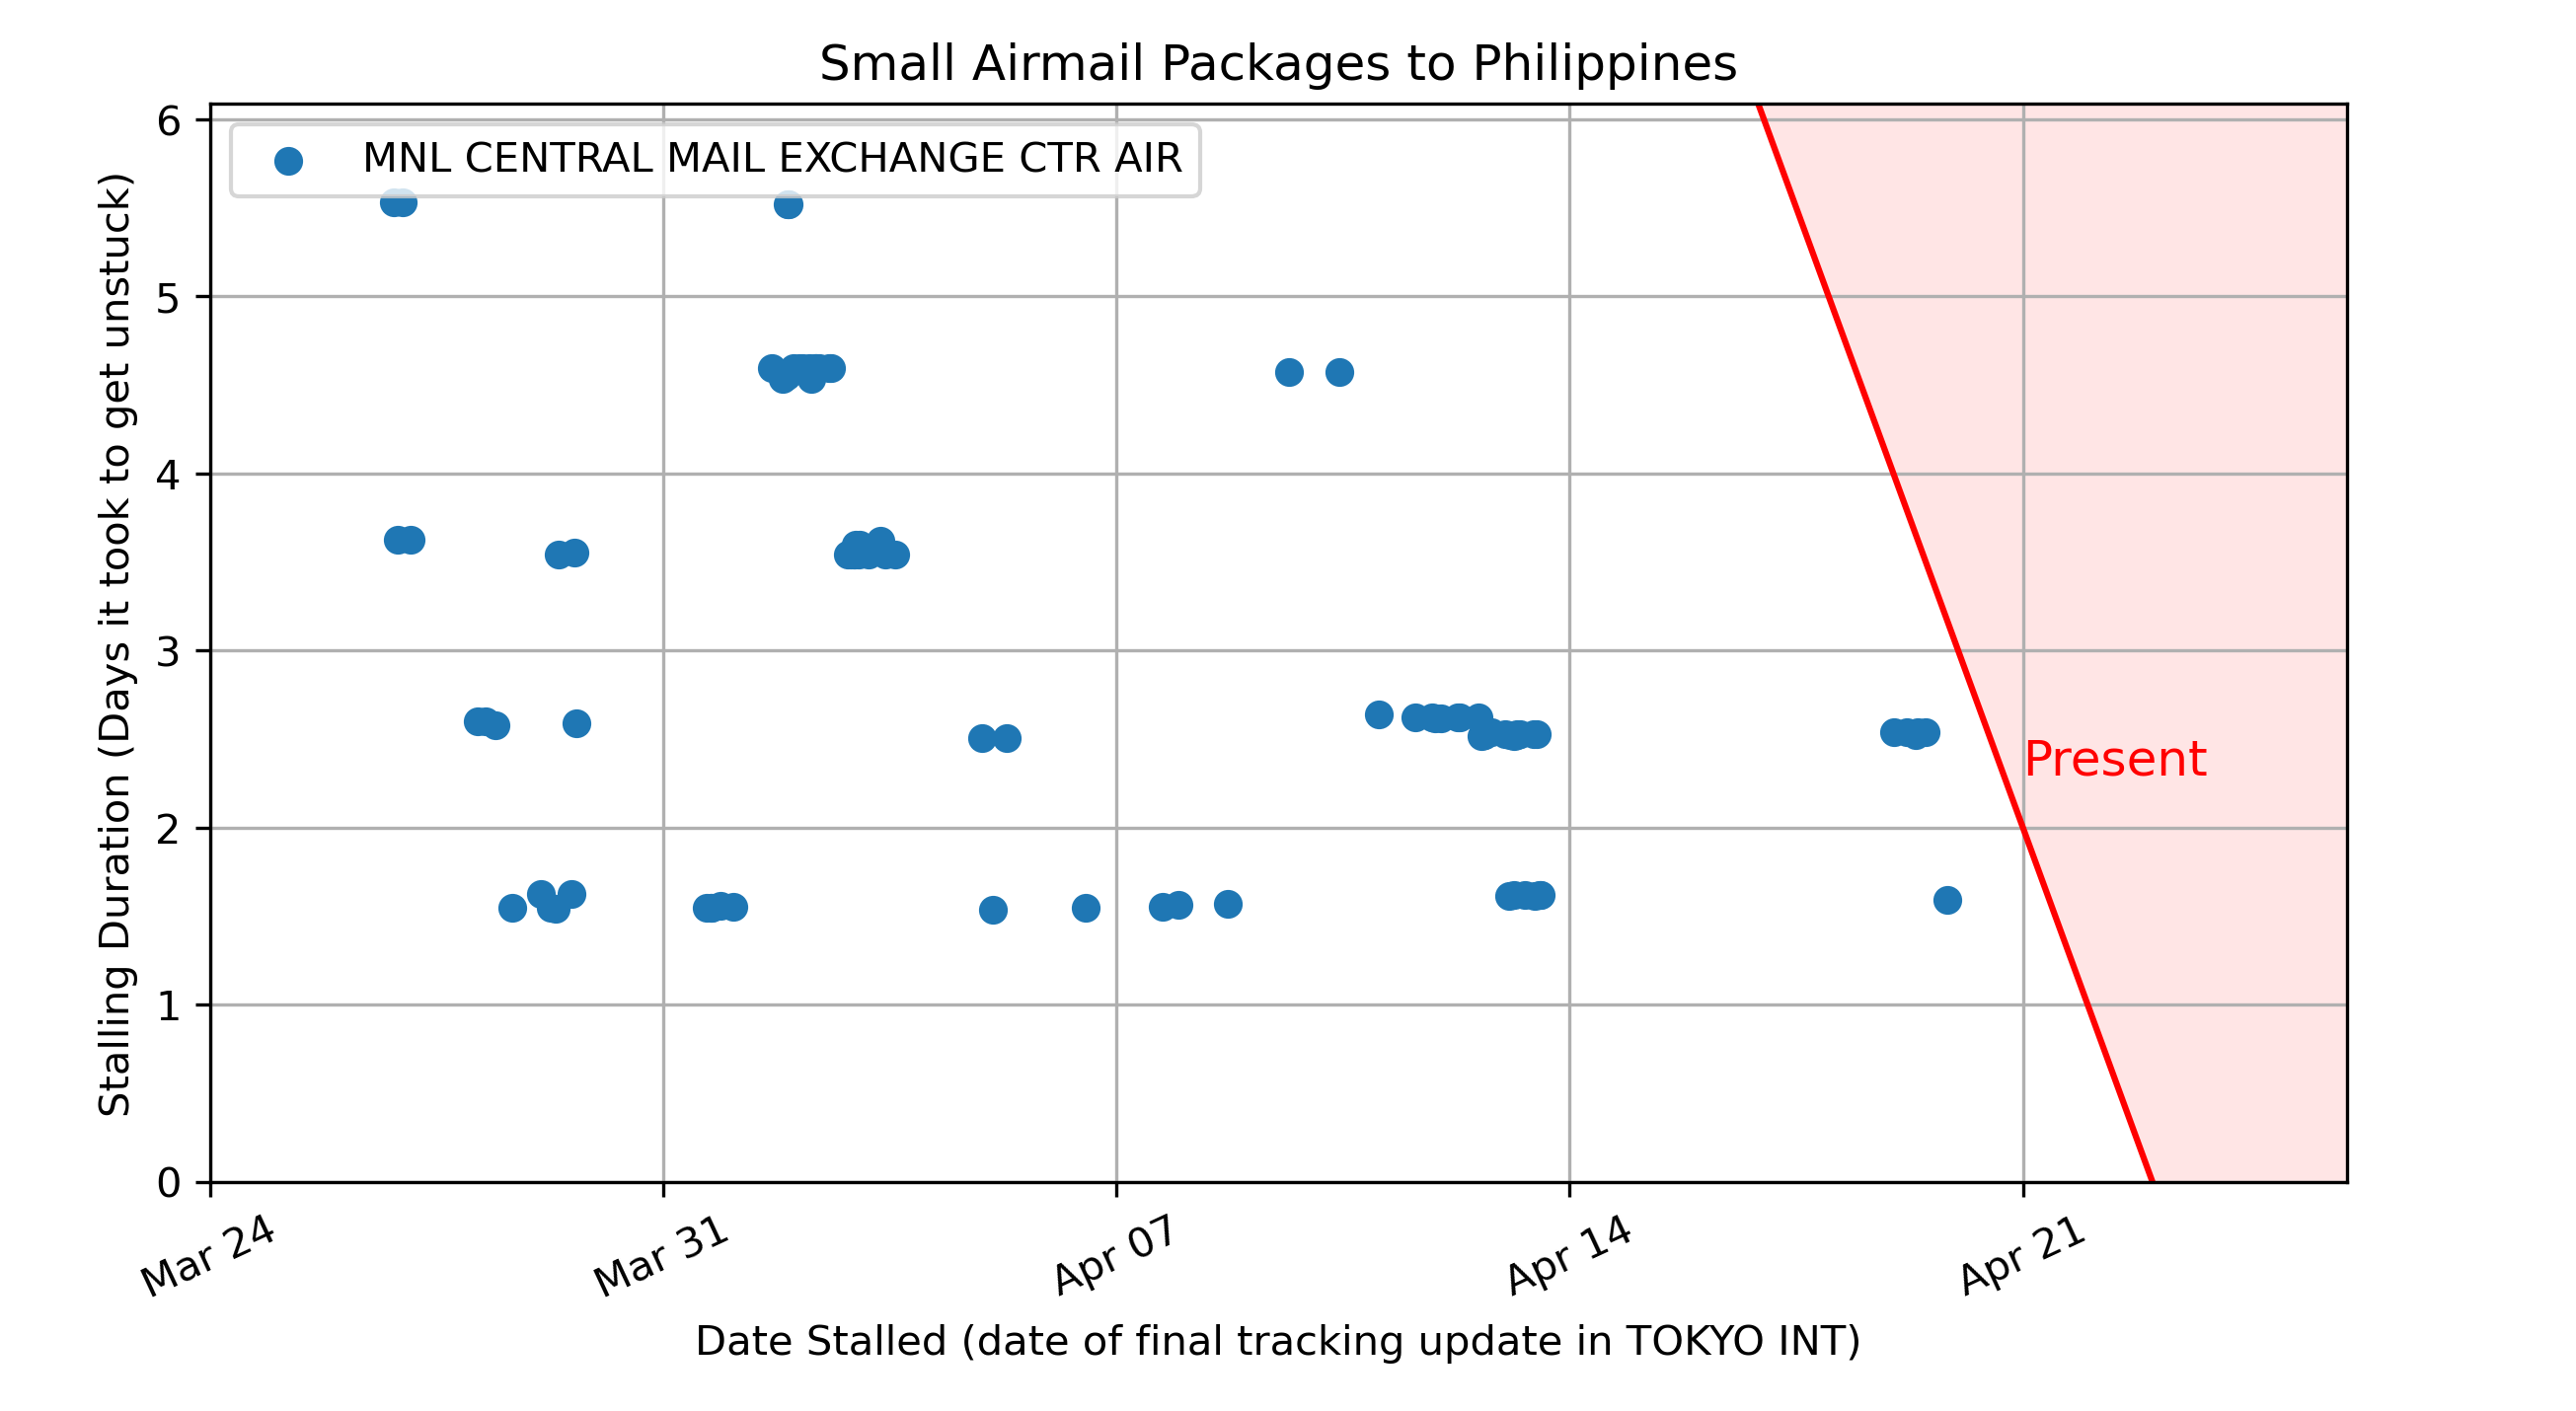 Small Airmail Packages to Philippines
MNL CENTRAL MAIL EXCHANGE CTR AIR
Stalling Duration (Days it took to get unstuck)
6
5
4
3
2
1
0
Present
Mar 24
Mar 31
Apr 07
Apr 14
Apr 21
Date Stalled (date of final tracking update in TOKYO INT)